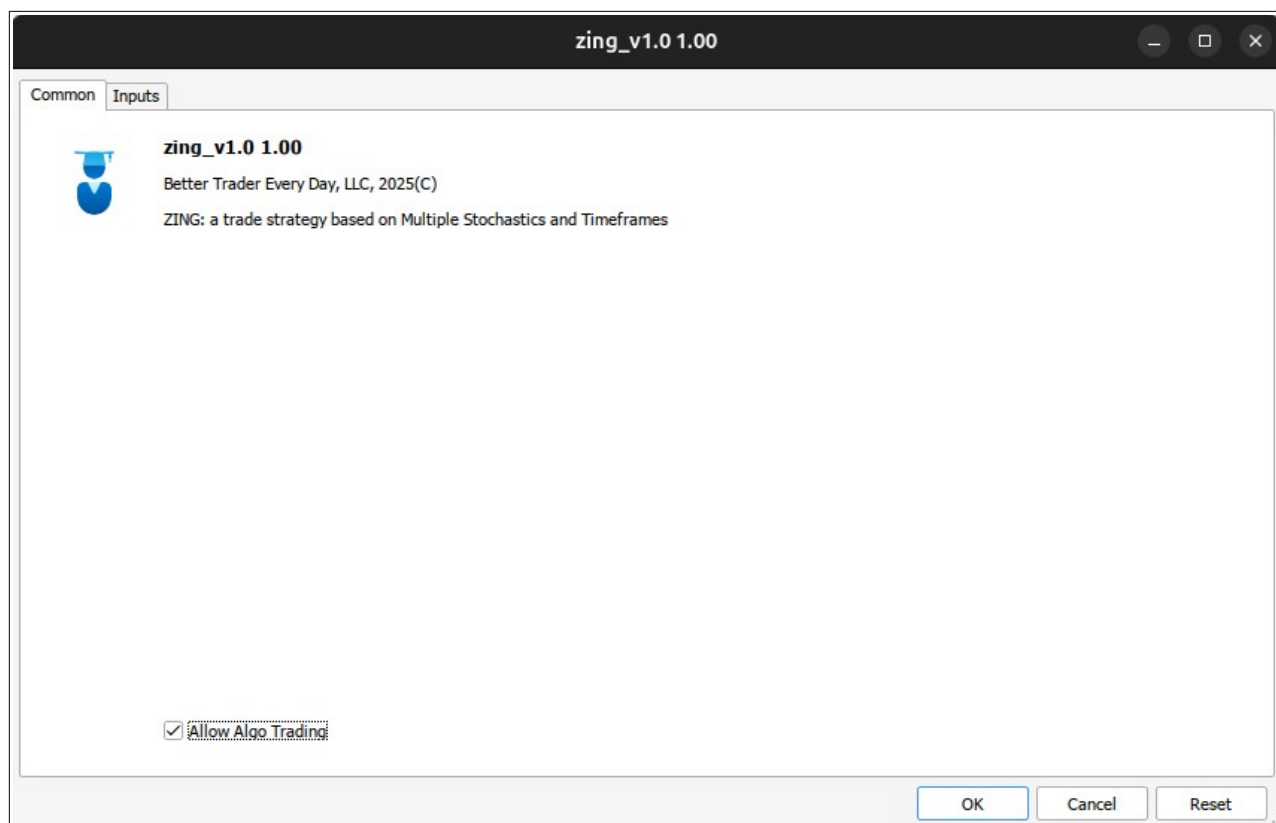 zing_v1.0 1.00
Common Inputs
zing_v1.0 1.00
Better Trader Every Day, LLC, 2025(C)
ZING: a trade strategy based on Multiple Stochastics and Timeframes
Allow Algo Trading
OK Cancel Reset